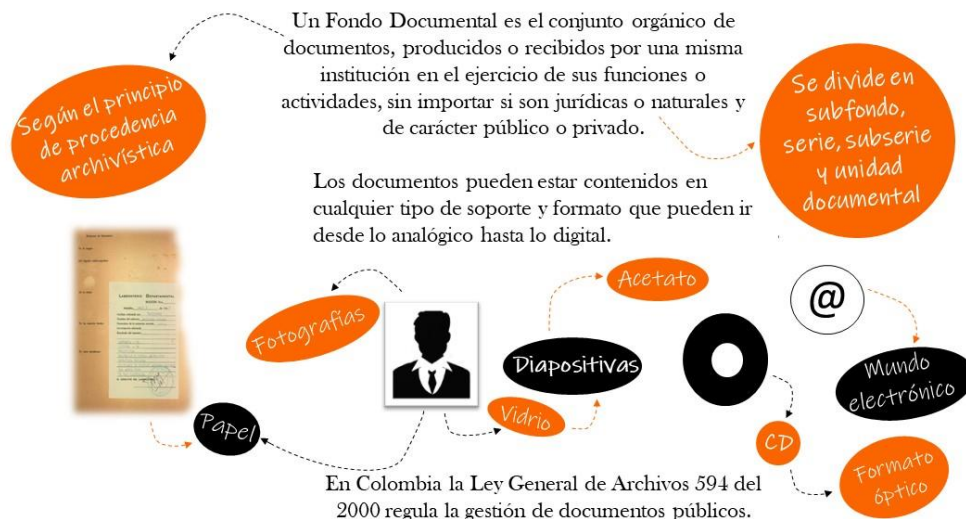 Un Fondo Documental es el conjunto orgánico de
documentos, producidos o recibidos por una misma
institución en el ejercicio de sus funciones o
actividades, sin importar si son jurídicas o naturales y
de carácter público o privado.
Según el principio
de procedencia
archivística
Se divide en
subfondo,
serie, subserie
y unidad
documental
Los documentos pueden estar contenidos en
cualquier tipo de soporte y formato que pueden ir
desde lo analógico hasta lo digital.
LABORATORIO DEPARTAMENTAL
Fotografías
Acetato
Diapositivas
Vidrio
Papel
@
Mundo
electrónico
CD
Formato
óptico
En Colombia la Ley General de Archivos 594 del
2000 regula la gestión de documentos públicos.